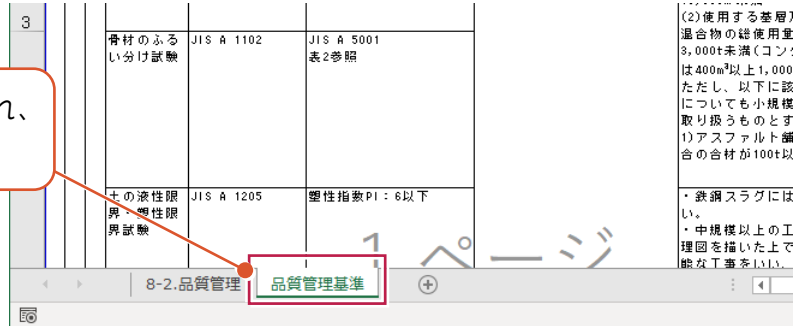 (2)使用する基層
混合物の総使用量
3
骨材のふる JIS A 1102 JIS A 5001
い分け試験 表2参照
3,000t未満(コン
は400m³以上1,000
ただし、以下に該
についても小規模
取り扱うものとす
1)アスファルト舗
合の合材が100t以
れ、
土の液性限 JIS A 1205 塑性指数PI:6以下
界・塑性限
界試験
・鉄鋼スラグには
い。
・中規模以上の工
理図を描いた上で
能な工事をいい、
1 ページ
8-2.品質管理 品質管理基準